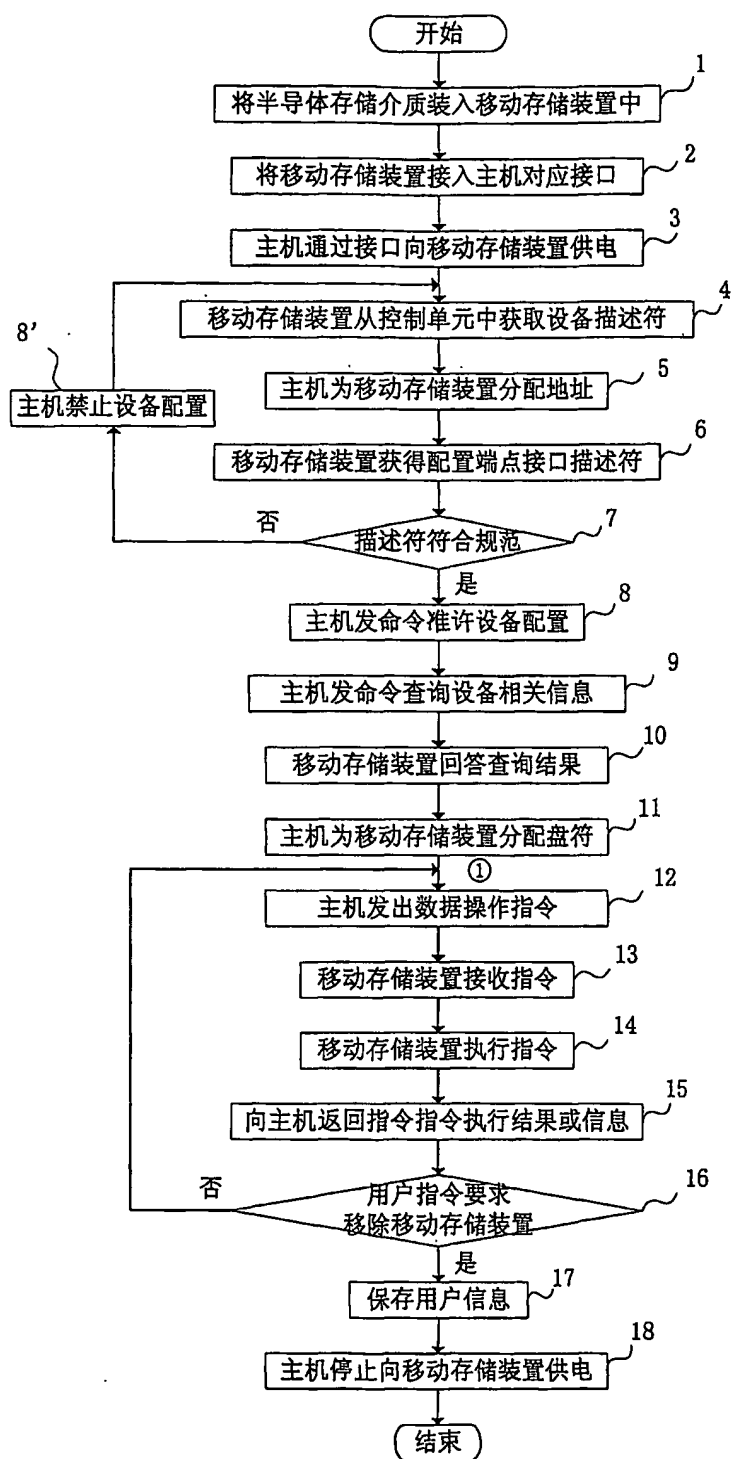 开始
1
将半导体存储介质装入移动存储装置中
2
将移动存储装置接入主机对应接口
3
主机通过接口向移动存储装置供电
4
移动存储装置从控制单元中获取设备描述符
8'
主机禁止设备配置
5
主机为移动存储装置分配地址
6
移动存储装置获得配置端点接口描述符
否
7
描述符符合规范
是
8
主机发命令准许设备配置
9
主机发命令查询设备相关信息
10
移动存储装置回答查询结果
11
主机为移动存储装置分配盘符
①
12
主机发出数据操作指令
13
移动存储装置接收指令
14
移动存储装置执行指令
15
向主机返回指令指令执行结果或信息
否
16
用户指令要求
移除移动存储装置
是
17
保存用户信息
18
主机停止向移动存储装置供电
结束